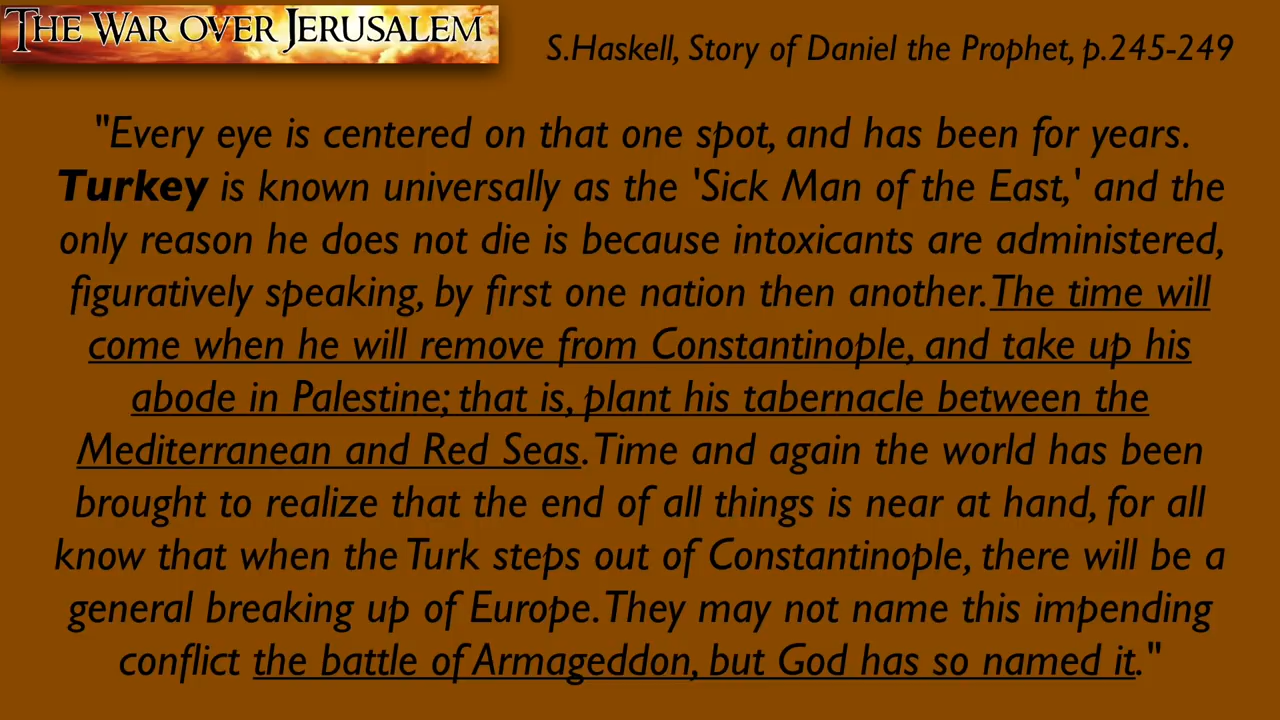 THE WAR OVER JERUSALEM
S.Haskell, Story of Daniel the Prophet, p.245-249
"Every eye is centered on that one spot, and has been for years.
Turkey is known universally as the 'Sick Man of the East,' and the
only reason he does not die is because intoxicants are administered,
figuratively speaking, by first one nation then another. The time will
come when he will remove from Constantinople, and take up his
abode in Palestine; that is, plant his tabernacle between the
Mediterranean and Red Seas. Time and again the world has been
brought to realize that the end of all things is near at hand, for all
know that when the Turk steps out of Constantinople, there will be a
general breaking up of Europe. They may not name this impending
conflict the battle of Armageddon, but God has so named it."